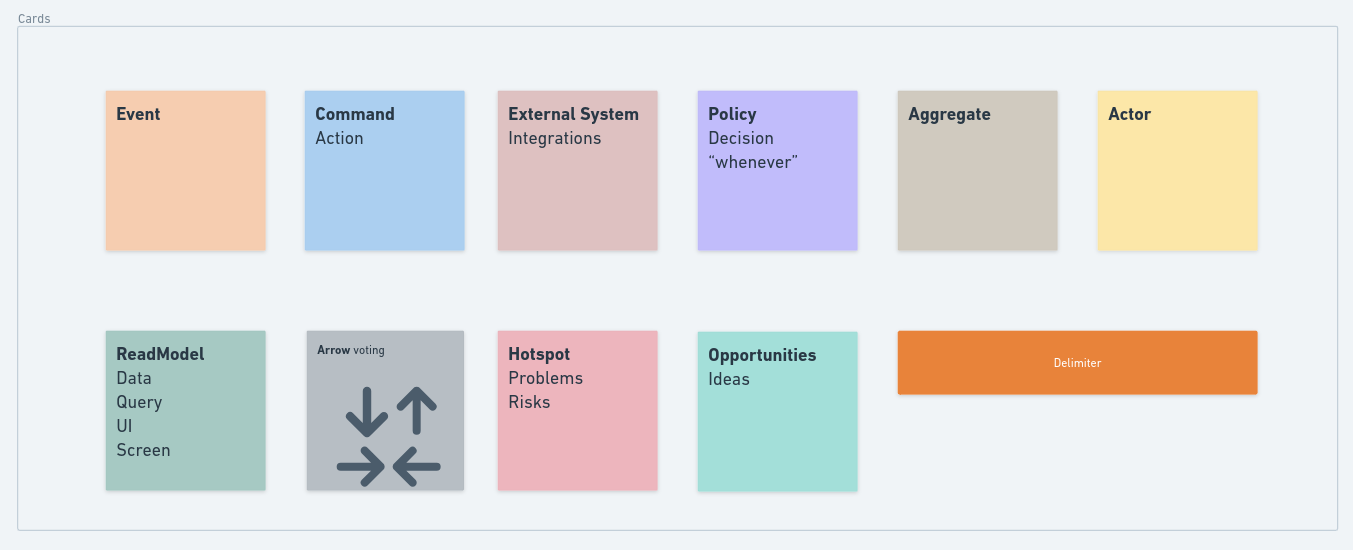 Cards
Event
Command
Action
External System
Integrations
Policy
Decision
“whenever”
Aggregate
Actor
ReadModel
Data
Query
UI
Screen
Arrow voting
Hotspot
Problems
Risks
Opportunities
Ideas
Delimiter